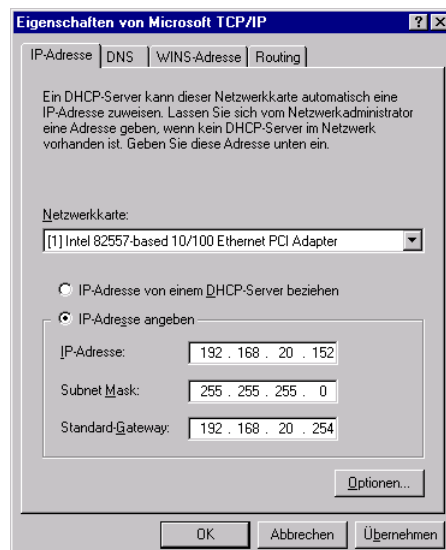 Eigenschaften von Microsoft TCP/IP
IP-Adresse DNS WINS-Adresse Routing
Ein DHCP-Server kann dieser Netzwerkkarte automatisch eine
IP-Adresse zuweisen. Lassen Sie sich vom Netzwerkadministrator
eine Adresse geben, wenn kein DHCP-Server im Netzwerk
vorhanden ist. Geben Sie diese Adresse unten ein.
Netzwerkkarte:
[1] Intel 82557-based 10/100 Ethernet PCI Adapter
IP-Adresse von einem DHCP-Server beziehen
IP-Adresse angeben
IP-Adresse: 192 . 168 . 20 . 152
Subnet Mask: 255 . 255 . 255 . 0
Standard-Gateway: 192 . 168 . 20 . 254
Optionen...
OK Abbrechen Übernehmen